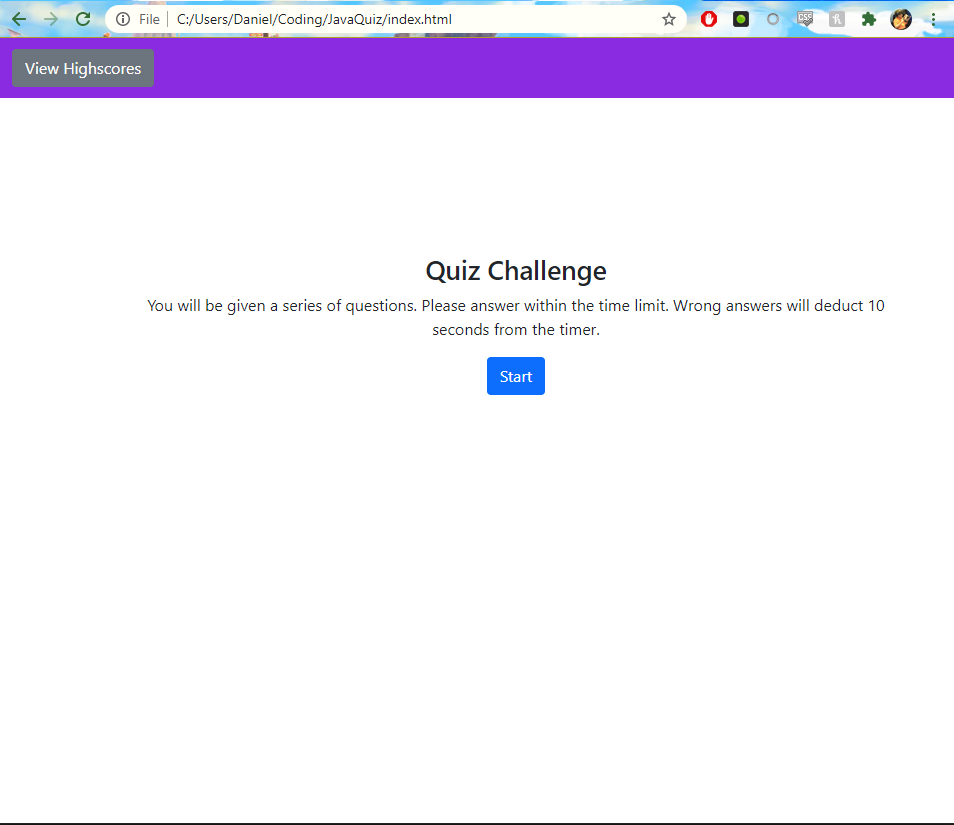 File C:/Users/Daniel/Coding/JavaQuiz/index.html
View Highscores
Quiz Challenge
You will be given a series of questions. Please answer within the time limit. Wrong answers will deduct 10
seconds from the timer.
Start